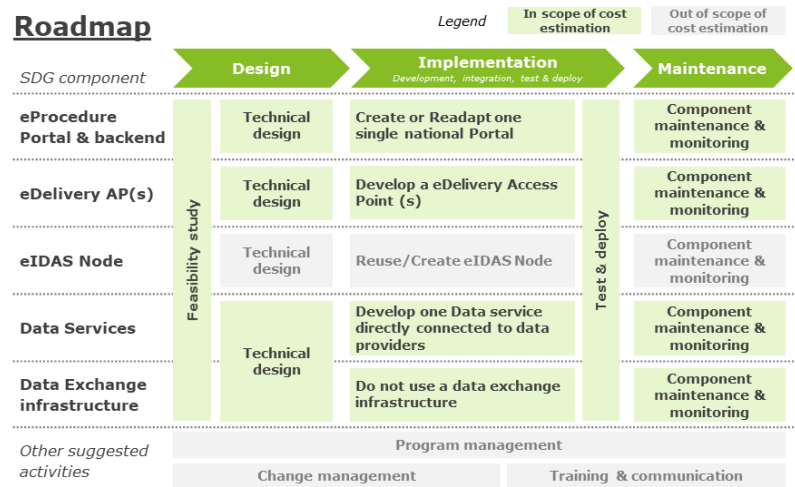 Roadmap
Legend
In scope of cost
estimation
Out of scope of
cost estimation
SDG component
Design
Implementation
Development, integration, test & deploy
Maintenance
eProcedure
Portal & backend
Feasibility study
Technical
design
Create or Readapt one
single national Portal
Test & deploy
Component
maintenance &
monitoring
eDelivery AP(s)
Technical
design
Develop a eDelivery Access
Point (s)
Component
maintenance &
monitoring
eIDAS Node
Technical
design
Reuse/Create eIDAS Node
Component
maintenance &
monitoring
Data Services
Technical
design
Develop one Data service
directly connected to data
providers
Component
maintenance &
monitoring
Data Exchange
infrastructure
Do not use a data exchange
infrastructure
Component
maintenance &
monitoring
Other suggested
activities
Program management
Change management
Training & communication